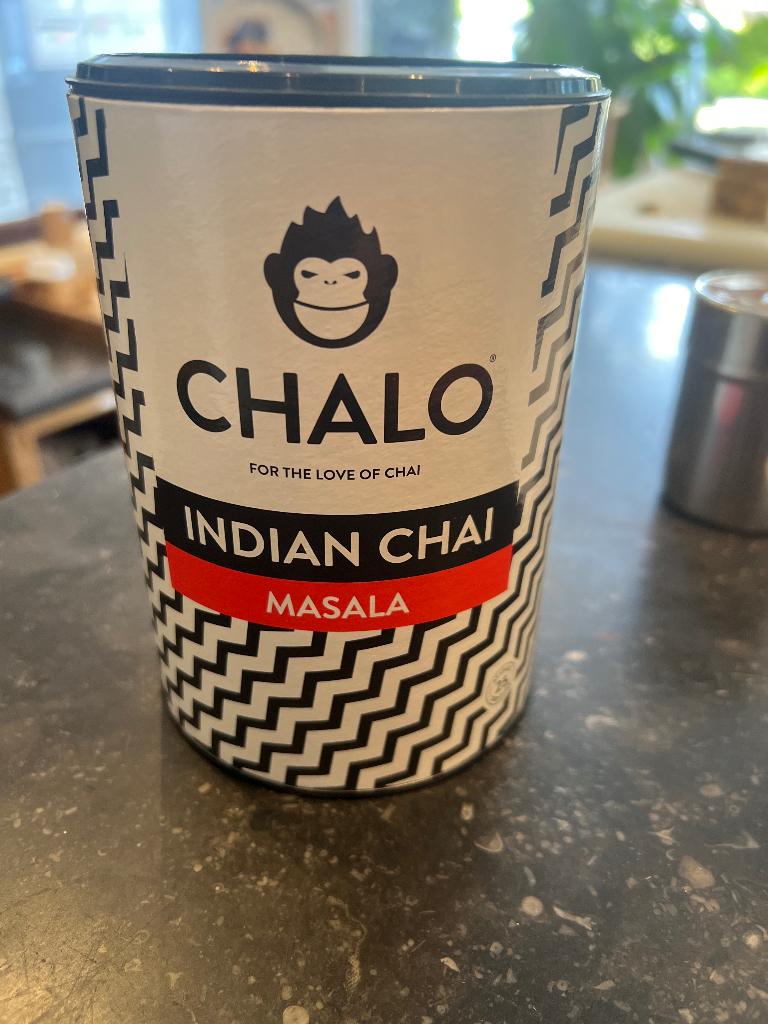 CHALO®
FOR THE LOVE OF CHAI
INDIAN CHAI
MASALA